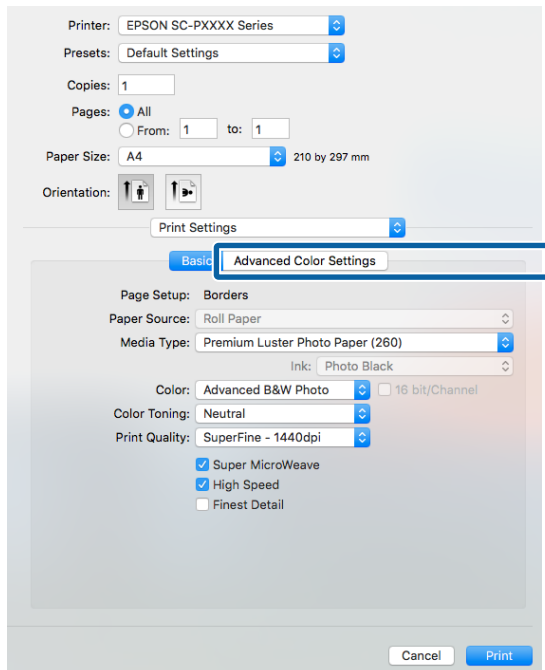 Printer: EPSON SC-PXXXX Series
Presets: Default Settings
Copies: 1
Pages: All
From: 1 to: 1
Paper Size: A4 210 by 297 mm
Orientation:
Print Settings
Basic Advanced Color Settings
Page Setup: Borders
Paper Source: Roll Paper
Media Type: Premium Luster Photo Paper (260)
Ink: Photo Black
Color: Advanced B&W Photo 16 bit/Channel
Color Toning: Neutral
Print Quality: SuperFine - 1440dpi
Super MicroWeave
High Speed
Finest Detail
Cancel Print